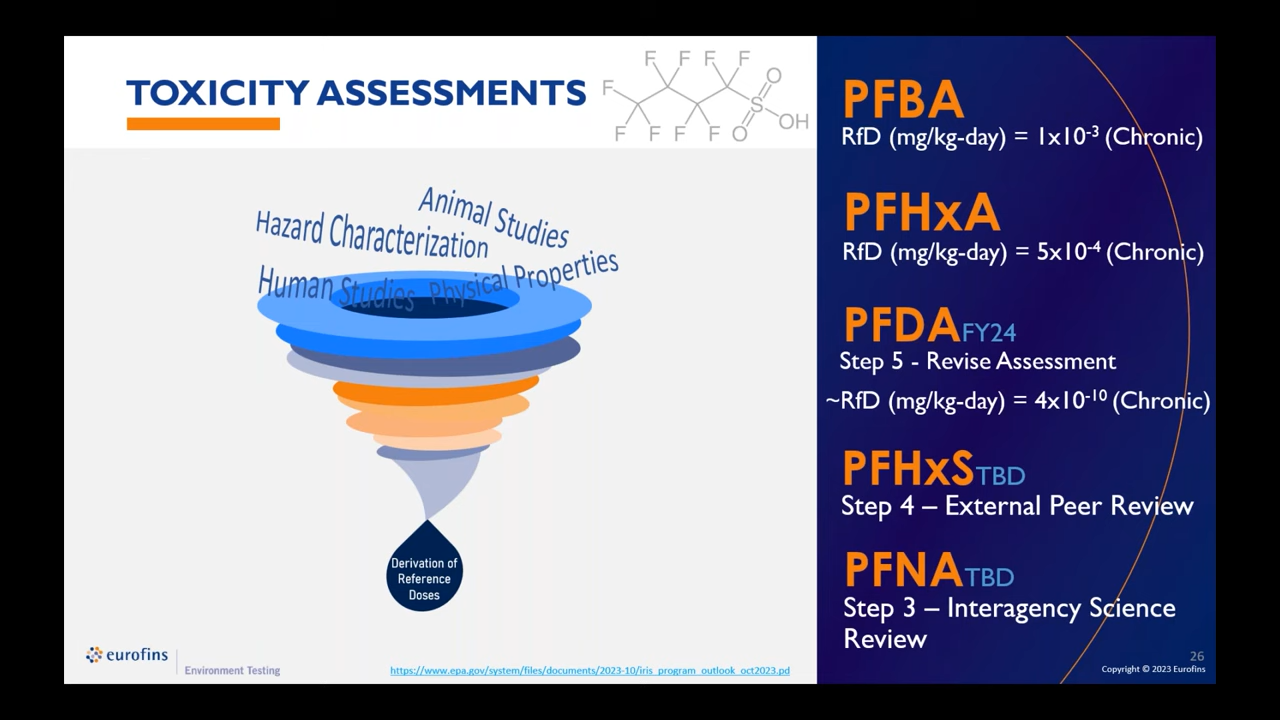 TOXICITY ASSESSMENTS
F F F F
F
O
S
OH
F F F F O
Animal Studies
Hazard Characterization
Human Studies Physical Properties
Derivation of
Reference
Doses
eurofins
Environment Testing
https://www.epa.gov/system/files/documents/2023-10/iris_program_outlook_oct2023.pd
PFBA
RfD (mg/kg-day) = 1x10⁻³ (Chronic)
PFHxA
RfD (mg/kg-day) = 5x10⁻⁴ (Chronic)
PFDA FY24
Step 5 - Revise Assessment
~RfD (mg/kg-day) = 4x10⁻¹⁰ (Chronic)
PFHxS TBD
Step 4 – External Peer Review
PFNA TBD
Step 3 – Interagency Science
Review
26
Copyright © 2023 Eurofins